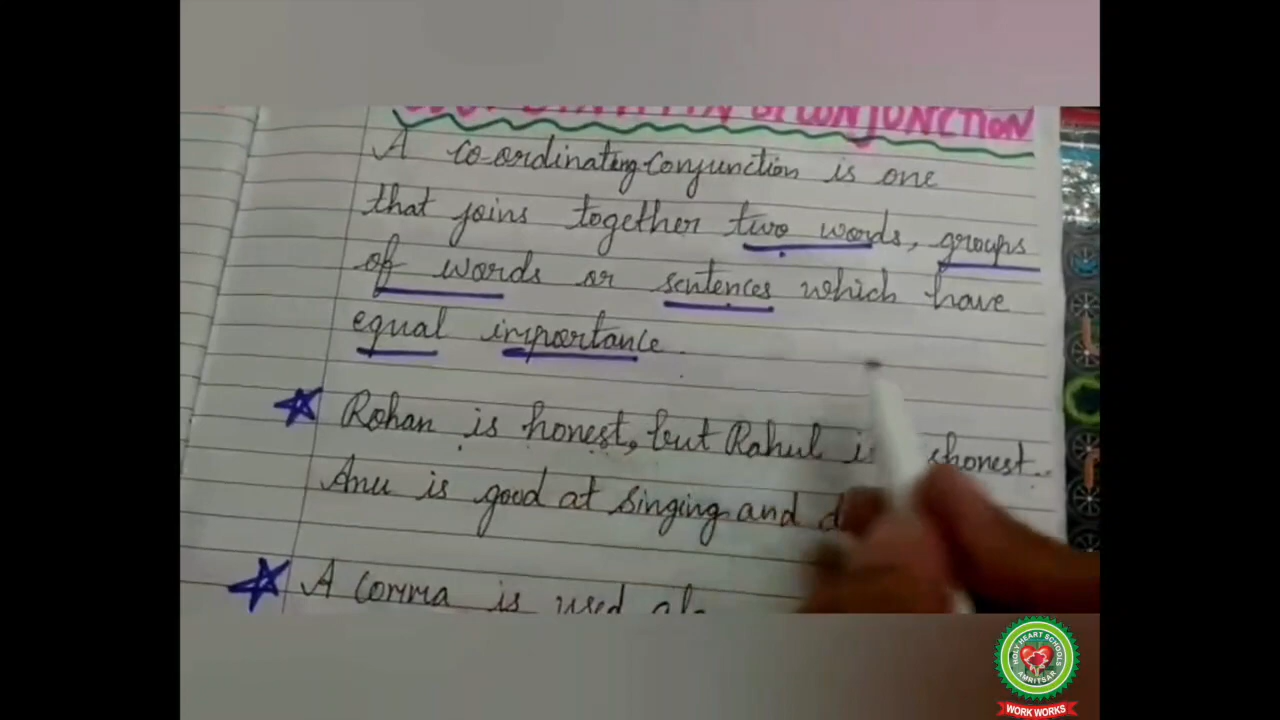 CONJUNCTION
A co-ordinating conjunction is one
that joins together two words, groups
of words or sentences which have
equal importance.
Rohan is honest, but Rahul
Anu is good at singing and
A comma is used
HOLY HEART SCHOOLS
AMRITSAR
WORK WORKS